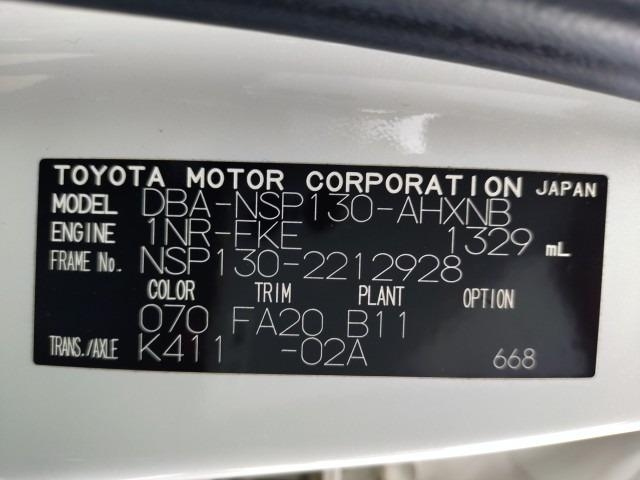 TOYOTA MOTOR CORPORATION JAPAN
MODEL DBA-NSP130-AHXNB
ENGINE 1NR-FKE 1329 mL
FRAME No. NSP130-2212928
COLOR TRIM PLANT OPTION
070 FA20 B11
TRANS./AXLE K411 -02A 668